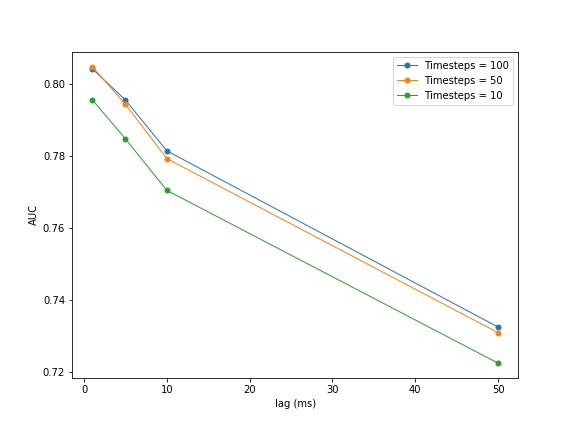 Timesteps = 100
Timesteps = 50
Timesteps = 10
0.80
0.78
0.76
0.74
0.72
AUC
0
10
20
30
40
50
lag (ms)